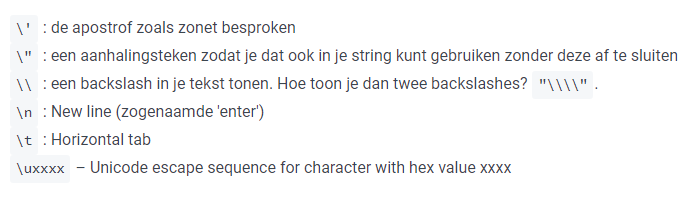 \' : de apostrof zoals zonet besproken
\" : een aanhalingsteken zodat je dat ook in je string kunt gebruiken zonder deze af te sluiten
\\ : een backslash in je tekst tonen. Hoe toon je dan twee backslashes? "\\\\" .
\n : New line (zogenaamde 'enter')
\t : Horizontal tab
\uxxxx – Unicode escape sequence for character with hex value xxxx